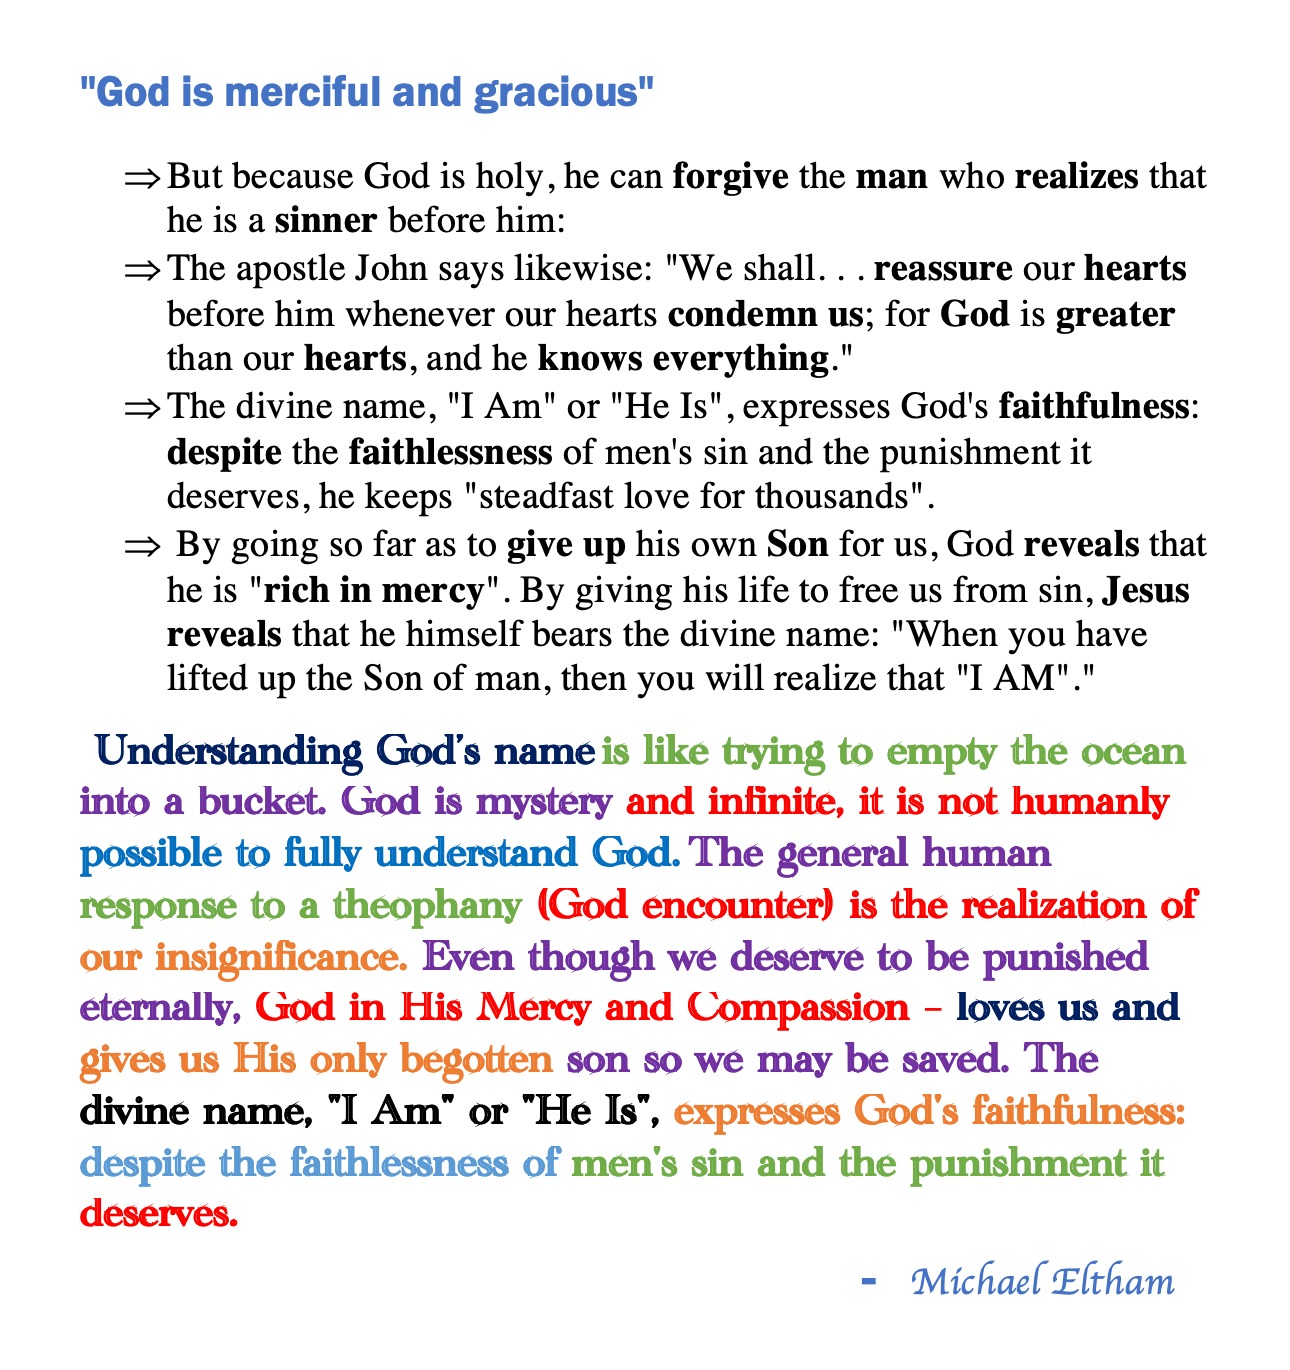 "God is merciful and gracious"
⇒But because God is holy, he can forgive the man who realizes that
he is a sinner before him:
⇒The apostle John says likewise: "We shall. . . reassure our hearts
before him whenever our hearts condemn us; for God is greater
than our hearts, and he knows everything."
⇒The divine name, "I Am" or "He Is", expresses God's faithfulness:
despite the faithlessness of men's sin and the punishment it
deserves, he keeps "steadfast love for thousands".
⇒ By going so far as to give up his own Son for us, God reveals that
he is "rich in mercy". By giving his life to free us from sin, Jesus
reveals that he himself bears the divine name: "When you have
lifted up the Son of man, then you will realize that "I AM"."
Understanding God's name is like trying to empty the ocean
into a bucket. God is mystery and infinite, it is not humanly
possible to fully understand God. The general human
response to a theophany (God encounter) is the realization of
our insignificance. Even though we deserve to be punished
eternally, God in His Mercy and Compassion – loves us and
gives us His only begotten son so we may be saved. The
divine name, "I Am" or "He Is", expresses God's faithfulness:
despite the faithlessness of men's sin and the punishment it
deserves.
- Michael Eltham